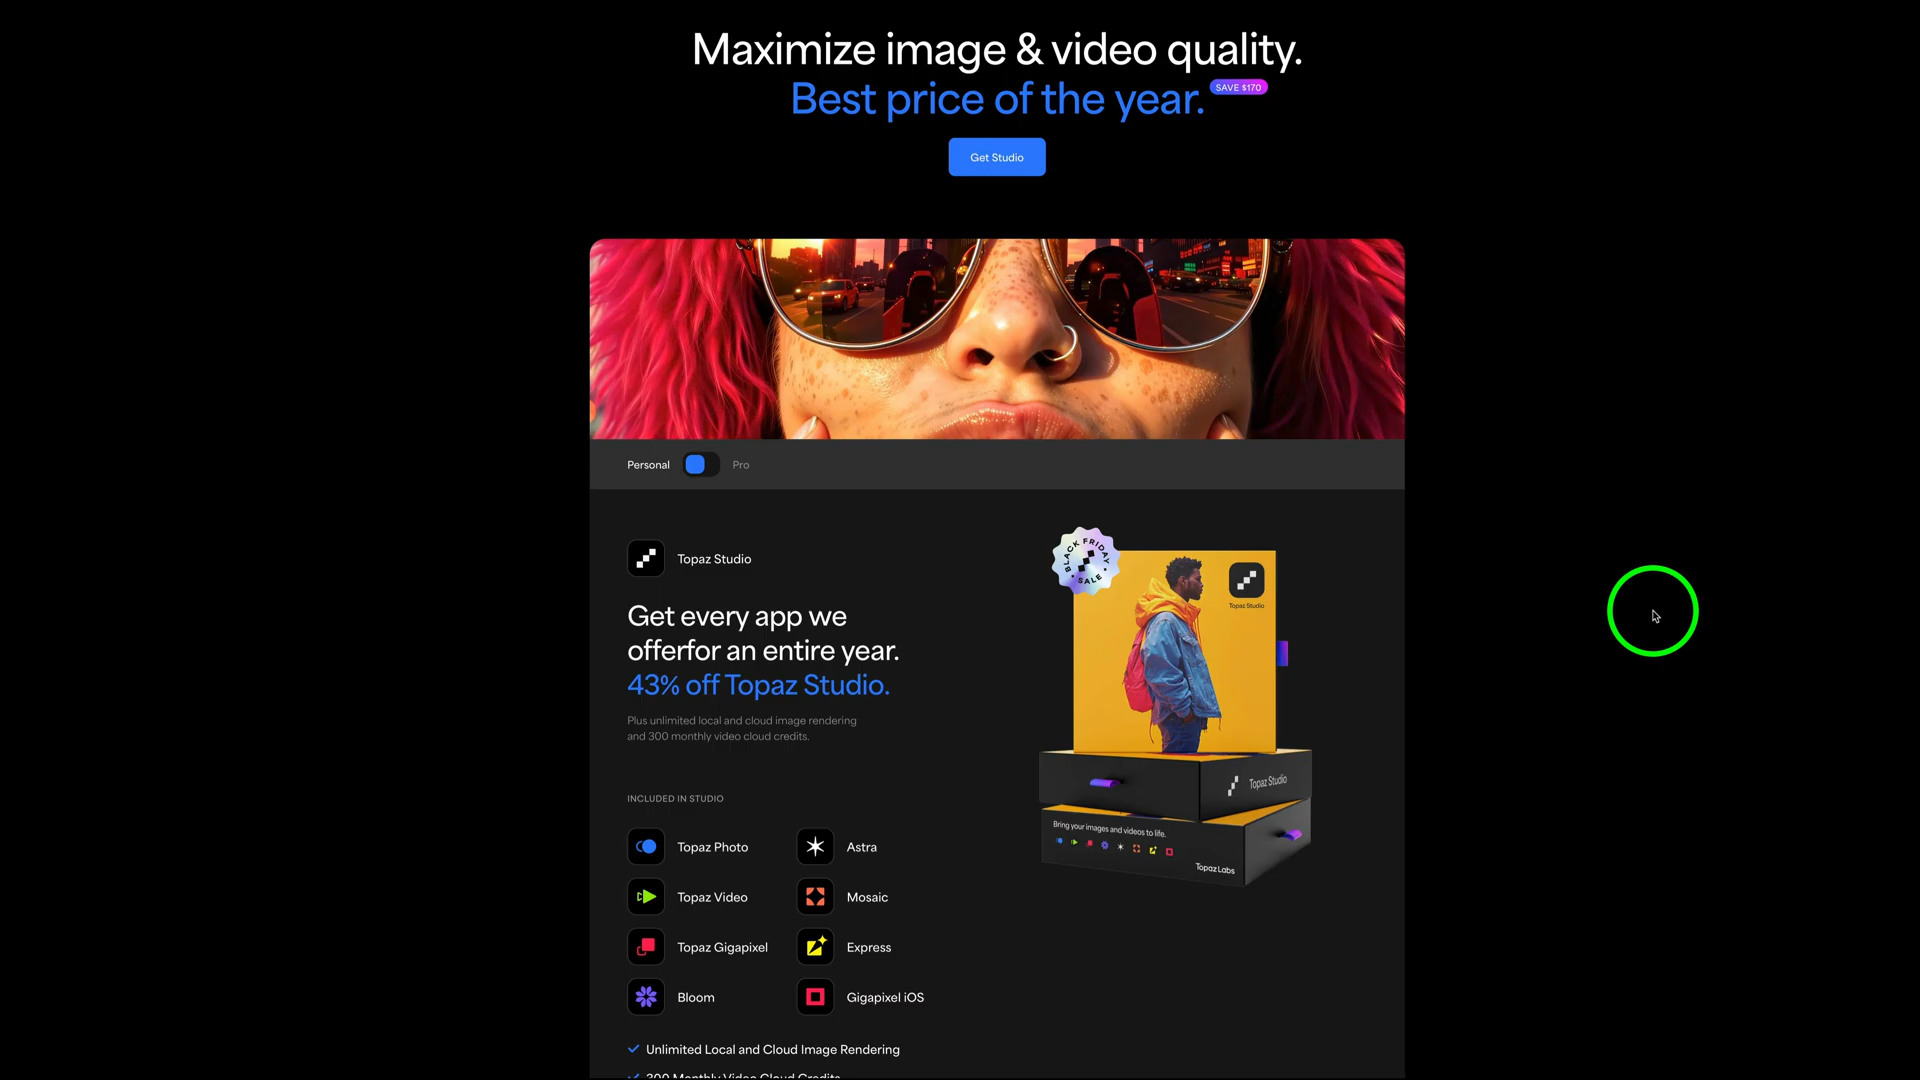 Maximize image & video quality.
Best price of the year. SAVE $170
Get Studio
Personal Pro
Topaz Studio
Get every app we
offerfor an entire year.
43% off Topaz Studio.
Plus unlimited local and cloud image rendering
and 300 monthly video cloud credits.
BLACK FRIDAY
SALE
Topaz Studio
Topaz Studio
Bring your images and videos to life.
Topaz Labs
INCLUDED IN STUDIO
Topaz Photo Astra
Topaz Video Mosaic
Topaz Gigapixel Express
Bloom Gigapixel iOS
Unlimited Local and Cloud Image Rendering
300 Monthly Video Cloud Credits